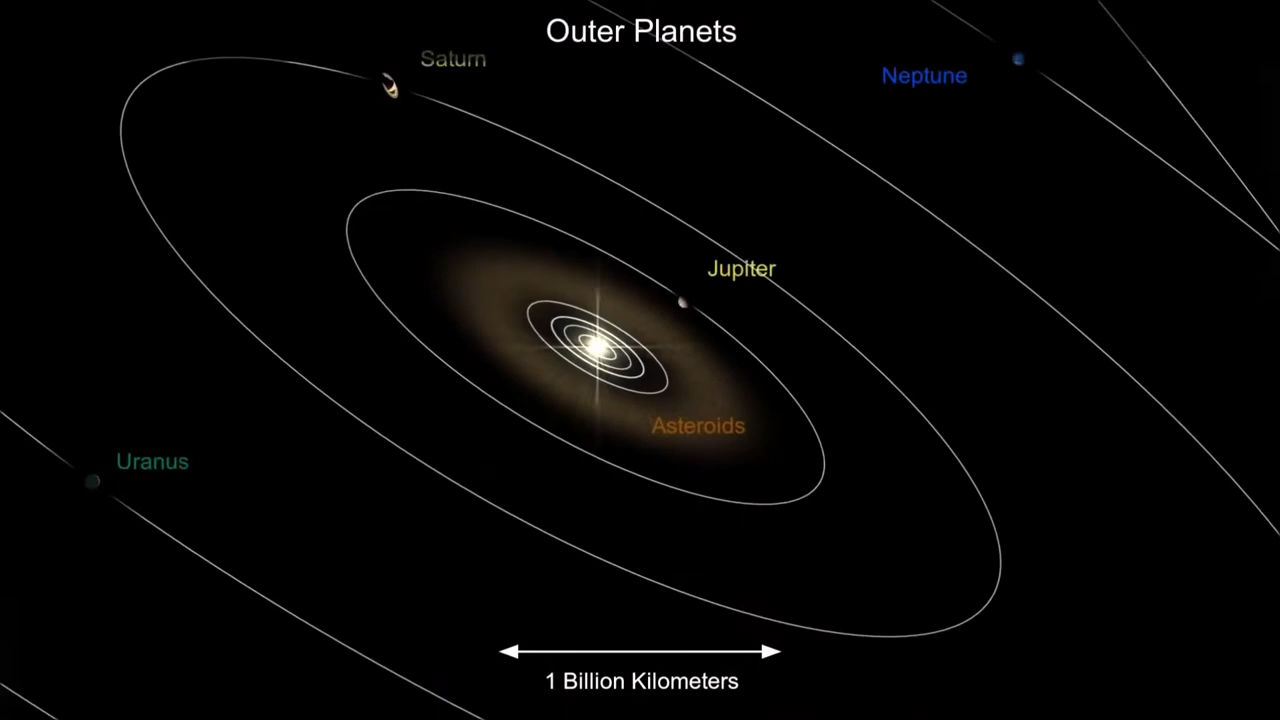 Outer Planets
Saturn
Neptune
Jupiter
Asteroids
Uranus
1 Billion Kilometers